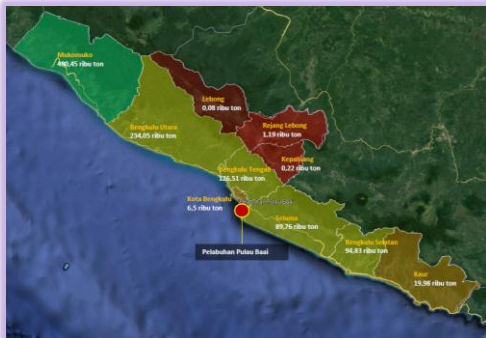 Mukomuko
480,45 ribu ton
Lebong
0,08 ribu ton
Rejang Lebong
1,19 ribu ton
Bengkulu Utara
234,05 ribu ton
Kepahiang
0,22 ribu ton
Bengkulu Tengah
126,51 ribu ton
Kota Bengkulu
6,5 ribu ton
Seluma
89,76 ribu ton
Pelabuhan Pulau Baai
Bengkulu Selatan
94,83 ribu ton
Kaur
19,98 ribu ton